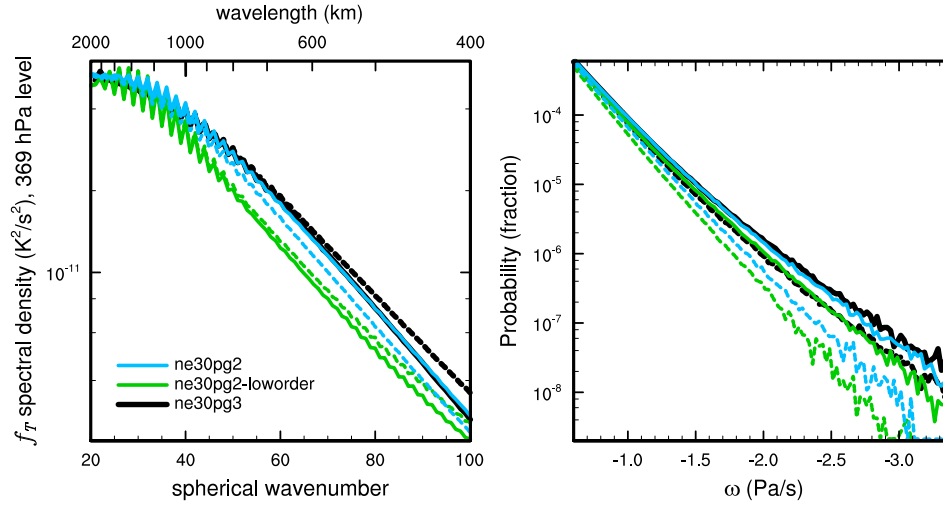 wavelength (km)
2000 1000 600 400
f_T spectral density (K²/s²), 369 hPa level
10⁻¹¹
ne30pg2
ne30pg2-loworder
ne30pg3
20 40 60 80 100
spherical wavenumber
Probability (fraction)
10⁻⁴
10⁻⁵
10⁻⁶
10⁻⁷
10⁻⁸
-1.0 -1.5 -2.0 -2.5 -3.0
ω (Pa/s)